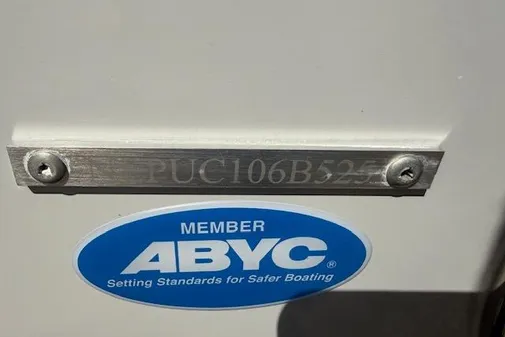 PUC106B525
MEMBER
ABYC®
Setting Standards for Safer Boating